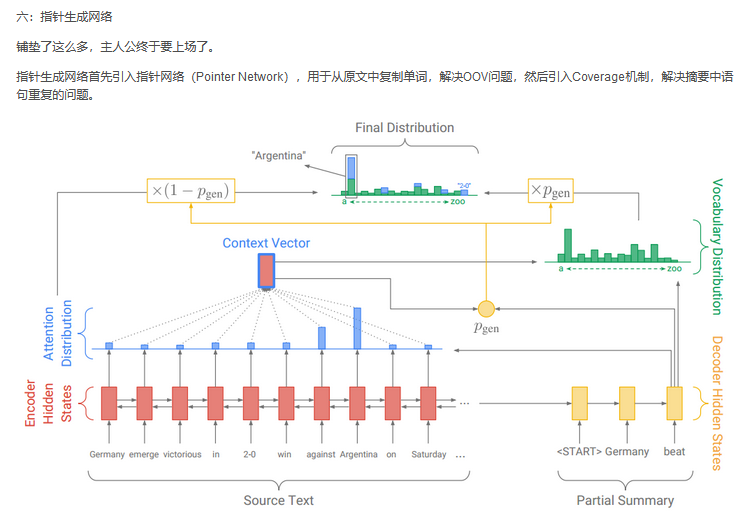 六：指针生成网络
铺垫了这么多，主人公终于要上场了。
指针生成网络首先引入指针网络（Pointer Network），用于从原文中复制单词，解决OOV问题，然后引入Coverage机制，解决摘要中语
句重复的问题。
Final Distribution
"Argentina"
×(1 − pgen)
"2-0"
a
zoo
×pgen
Context Vector
Vocabulary Distribution
a
zoo
Attention
Distribution
pgen
Encoder
Hidden
States
Decoder Hidden States
...
Germany emerge victorious in 2-0 win against Argentina on Saturday ...
<START> Germany beat
Source Text
Partial Summary